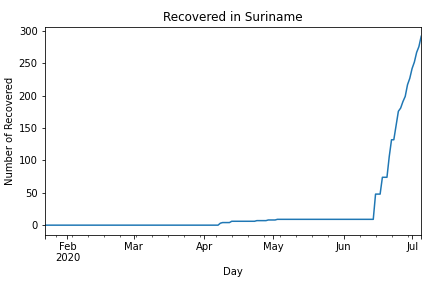 Recovered in Suriname
Number of Recovered
300
250
200
150
100
50
0
Feb
2020
Mar
Apr
May
Jun
Jul
Day